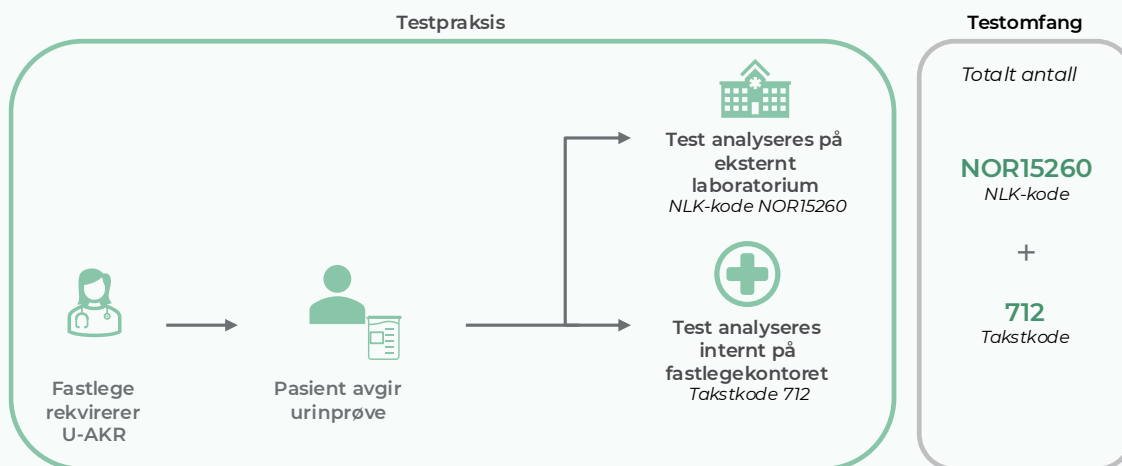 Testpraksis
Testomfang
Fastlege
rekvirerer
U-AKR
Pasient avgir
urinprøve
Test analyseres på
eksternt
laboratorium
NLK-kode NOR15260
Test analyseres
internt på
fastlegekontoret
Takstkode 712
Totalt antall
NOR15260
NLK-kode
+
712
Takstkode